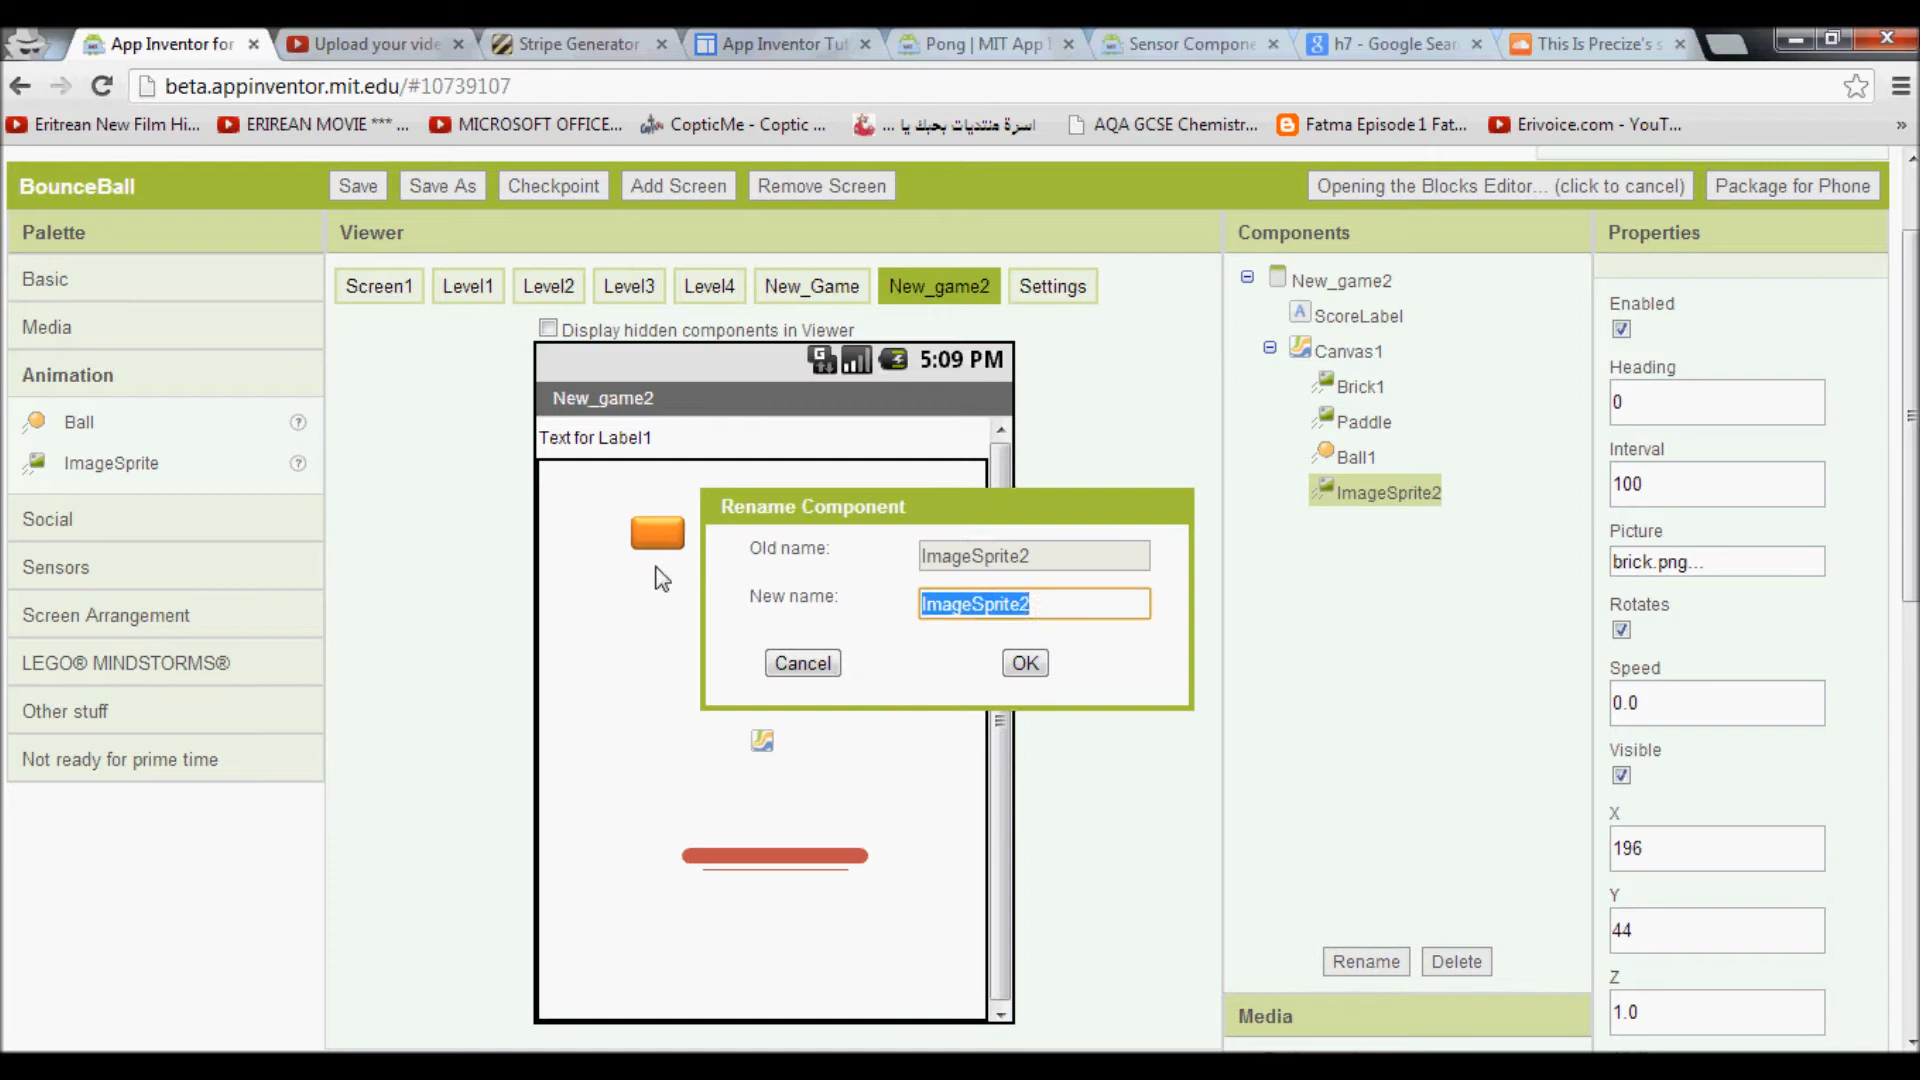 App Inventor for
Upload your vide
Stripe Generator
App Inventor Tut
Pong | MIT App I
Sensor Compone
h7 - Google Sear
This Is Precize's s
beta.appinventor.mit.edu/#10739107
Eritrean New Film Hi...
ERIREAN MOVIE *** ...
MICROSOFT OFFICE...
CopticMe - Coptic ...
اسرة منتديات بحبك يا ...
AQA GCSE Chemistr...
Fatma Episode 1 Fat...
Erivoice.com - YouT...
»
BounceBall
Save
Save As
Checkpoint
Add Screen
Remove Screen
Opening the Blocks Editor... (click to cancel)
Package for Phone
Palette
Viewer
Components
Properties
Basic
Media
Animation
Ball
?
ImageSprite
?
Social
Sensors
Screen Arrangement
LEGO® MINDSTORMS®
Other stuff
Not ready for prime time
Screen1
Level1
Level2
Level3
Level4
New_Game
New_game2
Settings
Display hidden components in Viewer
G
5:09 PM
New_game2
Text for Label1
Rename Component
Old name:
ImageSprite2
New name:
ImageSprite2
Cancel
OK
New_game2
A
ScoreLabel
Canvas1
Brick1
Paddle
Ball1
ImageSprite2
Rename
Delete
Media
Enabled
Heading
0
Interval
100
Picture
brick.png...
Rotates
Speed
0.0
Visible
X
196
Y
44
Z
1.0